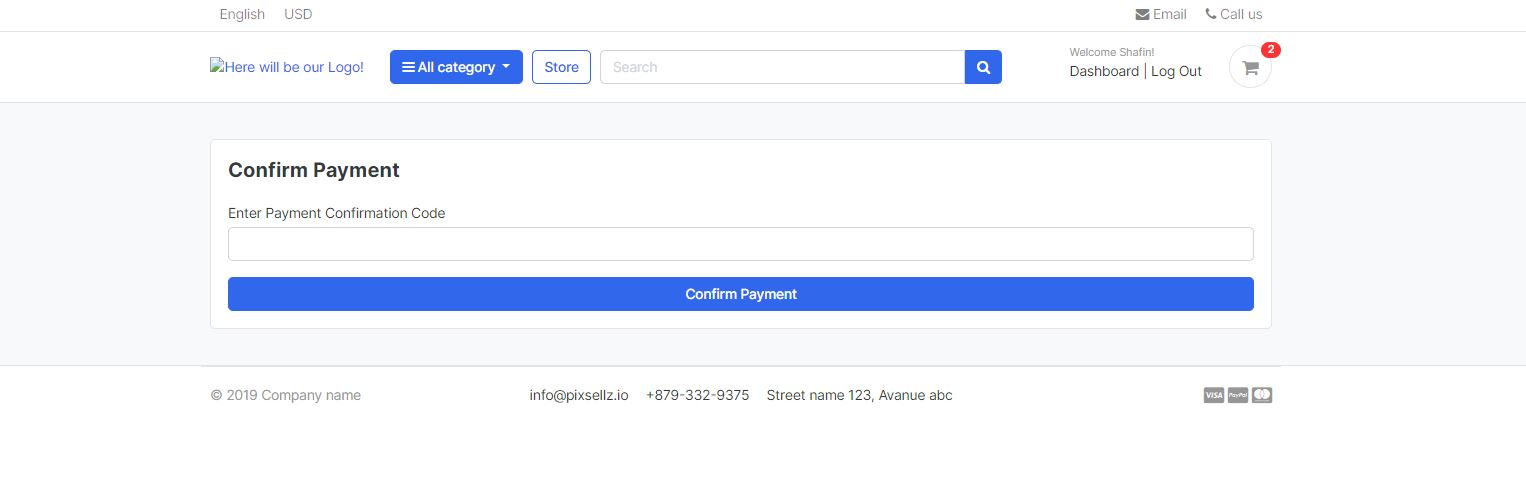 English USD Email Call us
Here will be our Logo! All category Store Search Welcome Shafin! 2
Dashboard | Log Out
Confirm Payment
Enter Payment Confirmation Code
Confirm Payment
© 2019 Company name info@pixsellz.io +879-332-9375 Street name 123, Avanue abc VISA PayPal